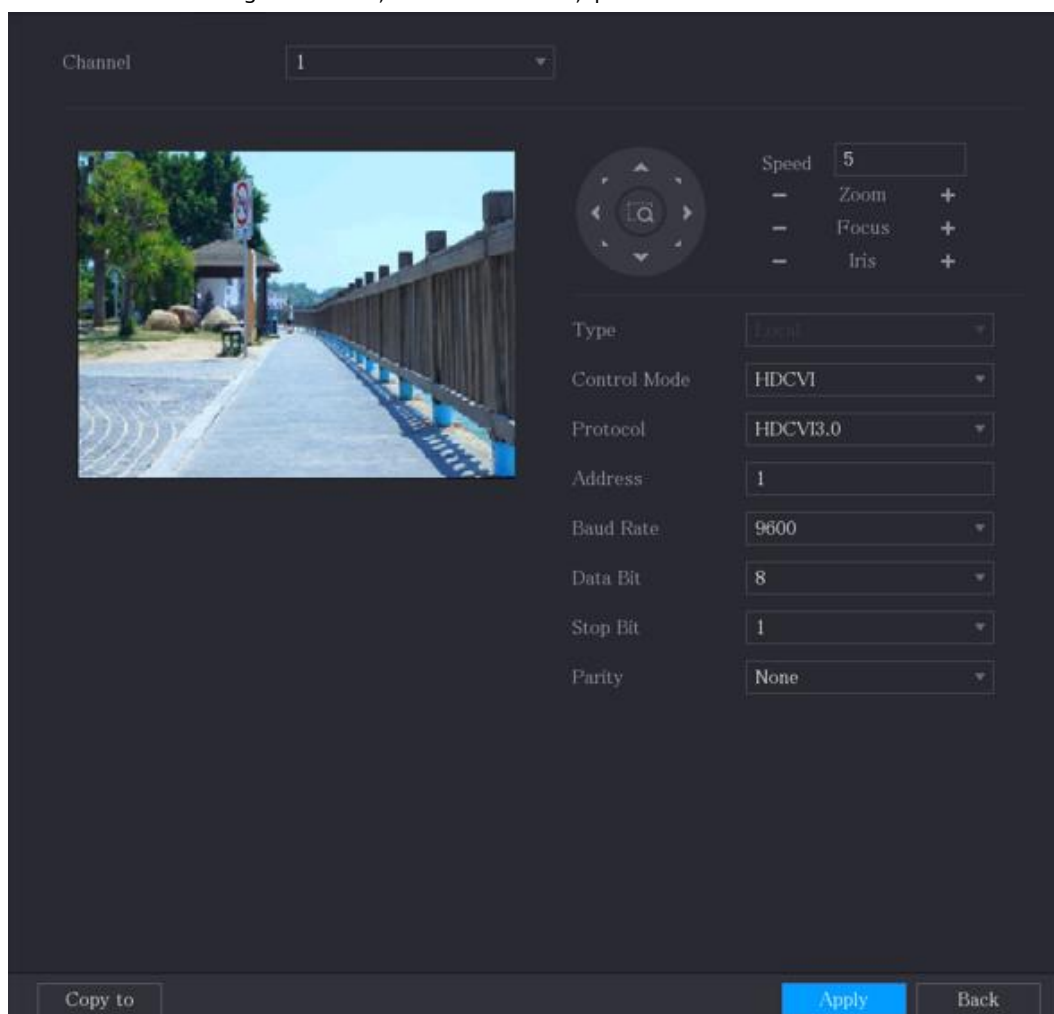 Channel 1
Speed 5
- Zoom +
- Focus +
- Iris +
Type Local
Control Mode HDCVI
Protocol HDCVI3.0
Address 1
Baud Rate 9600
Data Bit 8
Stop Bit 1
Parity None
Copy to Apply Back